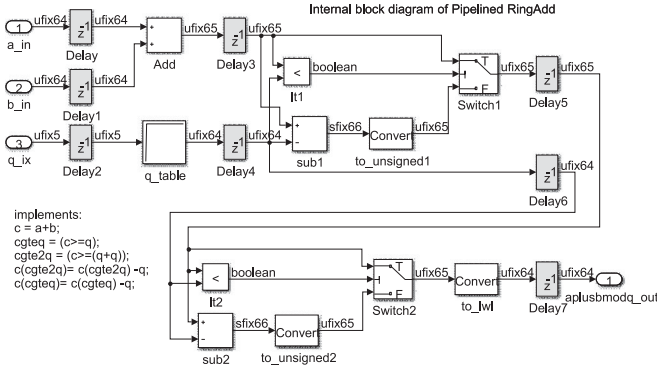 Internal block diagram of Pipelined RingAdd
1 ufix64 z-1 ufix64 + + ufix65 z-1 ufix65 T ufix65 z-1 ufix65
a_in Delay Add Delay3 < boolean F Switch1 Delay5
lt1
2 ufix64 z-1 ufix64
b_in Delay1
+ - sfix66 Convert ufix65
sub1 to_unsigned1
3 ufix5 z-1 ufix5 ufix64 z-1 ufix64
q_ix Delay2 q_table Delay4
z-1 ufix64
Delay6
implements:
c = a+b;
cgteq = (c>=q);
cgte2q = (c>=(q+q));
c(cgte2q)= c(cgte2q) -q;
c(cgteq)= c(cgteq) -q;
< boolean T F ufix65 Convert ufix64 z-1 ufix64 1
lt2 Switch2 to_lwl Delay7 aplusbmodq_out
+ - sfix66 Convert ufix65
sub2 to_unsigned2